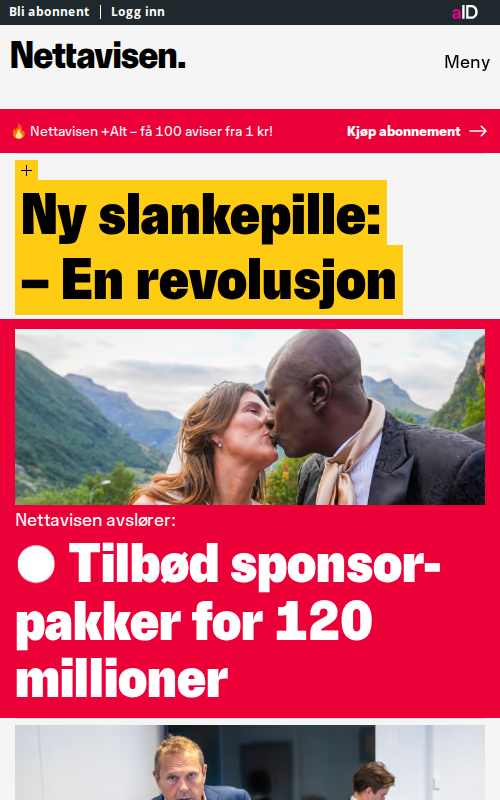 Bli abonnent | Logg inn
aID
Nettavisen.
Meny
🔥 Nettavisen +Alt – få 100 aviser fra 1 kr!
Kjøp abonnement →
+
Ny slankepille:
– En revolusjon
Nettavisen avslører:
Tilbød sponsor-
pakker for 120
millioner